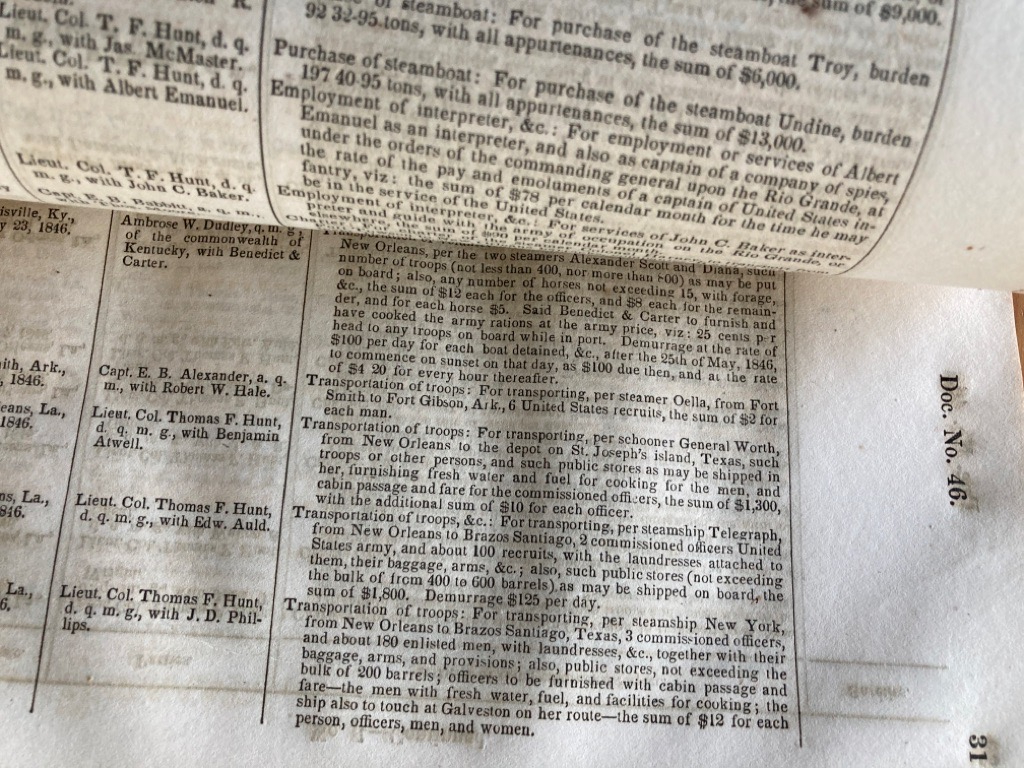 R.
Lieut. Col. T. F. Hunt, d. q.
m. g., with Jas. McMaster.
Lieut. Col. T. F. Hunt, d. q.
m. g., with Albert Emanuel.
Lieut. Col. T. F. Hunt, d. q.
m. g., with John C. Baker.
Capt. E. B. Babbitt, a. q. m.,
sum of $9,000.
of steamboat: For purchase of the steamboat Troy, burden
92 32-95 tons, with all appurtenances, the sum of $6,000.
Purchase of steamboat: For purchase of the steamboat Undine, burden
197 40-95 tons, with all appurtenances, the sum of $13,000.
Employment of interpreter, &c.: For employment or services of Albert
Emanuel as an interpreter, and also as captain of a company of spies,
under the orders of the commanding general upon the Rio Grande, at
the rate of the pay and emoluments of a captain of United States in-
fantry, viz: the sum of $78 per calendar month for the time he may
be in the service of the United States.
Employment of interpreter, &c.: For services of John C. Baker as inter-
preter and guide with the army of occupation on the Rio Grande, or
elsewhere, the sum of
isville, Ky.,
y 23, 1846.
Ambrose W. Dudley, q. m. g.,
of the commonwealth of
Kentucky, with Benedict &
Carter.
New Orleans, per the two steamers Alexander Scott and Diana, such
number of troops (not less than 400, nor more than 800) as may be put
on board; also, any number of horses not exceeding 15, with forage,
&c., the sum of $12 each for the officers, and $8 each for the remain-
der, and for each horse $5. Said Benedict & Carter to furnish and
have cooked the army rations at the army price, viz: 25 cents per
head to any troops on board while in port. Demurrage at the rate of
$100 per day for each boat detained, &c., after the 25th of May, 1846,
to commence on sunset on that day, as $100 due then, and at the rate
of $4 20 for every hour thereafter.
ith, Ark.,
, 1846.
Capt. E. B. Alexander, a. q.
m., with Robert W. Hale.
Transportation of troops: For transporting, per steamer Oella, from Fort
Smith to Fort Gibson, Ark., 6 United States recruits, the sum of $2 for
each man.
eans, La.,
1846.
Lieut. Col. Thomas F. Hunt,
d. q. m. g., with Benjamin
Atwell.
Transportation of troops: For transporting, per schooner General Worth,
from New Orleans to the depot on St. Joseph's island, Texas, such
troops or other persons, and such public stores as may be shipped in
her, furnishing fresh water and fuel for cooking for the men, and
cabin passage and fare for the commissioned officers, the sum of $1,300,
with the additional sum of $10 for each officer.
ns, La.,
846.
Lieut. Col. Thomas F. Hunt,
d. q. m. g., with Edw. Auld.
Transportation of troops, &c.: For transporting, per steamship Telegraph,
from New Orleans to Brazos Santiago, 2 commissioned officers United
States army, and about 100 recruits, with the laundresses attached to
them, their baggage, arms, &c.; also, such public stores (not exceeding
the bulk of from 400 to 600 barrels) as may be shipped on board, the
sum of $1,800. Demurrage $125 per day.
La.,
6.
Lieut. Col. Thomas F. Hunt,
d. q. m. g., with J. D. Phil-
lips.
Transportation of troops: For transporting, per steamship New York,
from New Orleans to Brazos Santiago, Texas, 3 commissioned officers,
and about 180 enlisted men, with laundresses, &c., together with their
baggage, arms, and provisions; also, public stores, not exceeding the
bulk of 200 barrels; officers to be furnished with cabin passage and
fare—the men with fresh water, fuel, and facilities for cooking; the
ship also to touch at Galveston on her route—the sum of $12 for each
person, officers, men, and women.
Doc. No. 46.
31